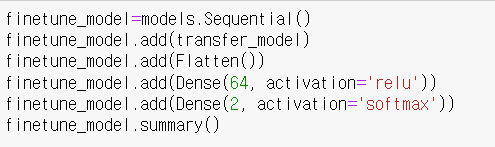 finetune_model=models.Sequential()
finetune_model.add(transfer_model)
finetune_model.add(Flatten())
finetune_model.add(Dense(64, activation='relu'))
finetune_model.add(Dense(2, activation='softmax'))
finetune_model.summary()